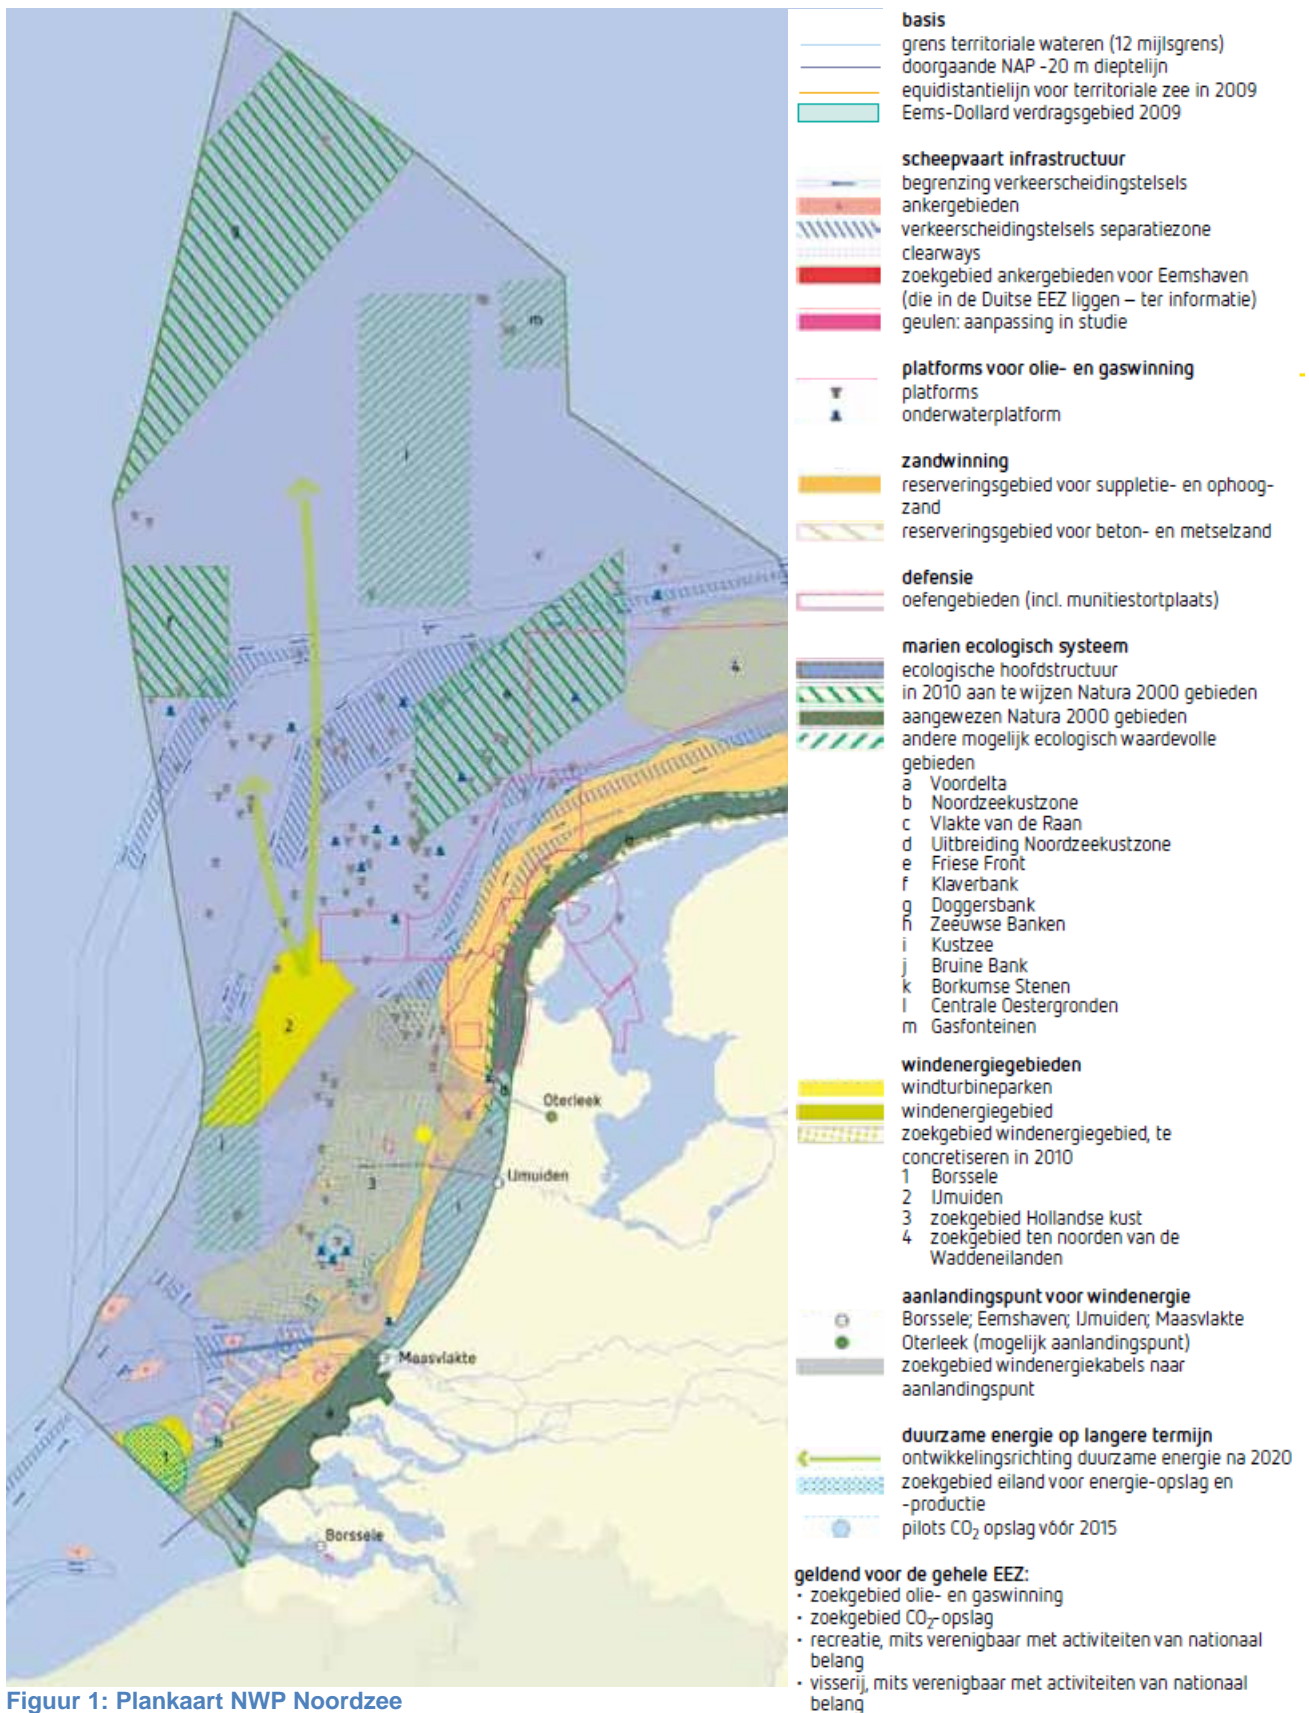 g
m
l
f
e
4
b
2
Oterleek
j
IJmuiden
3
i
Maasvlakte
a
h
1
c
Borssele
Figuur 1: Plankaart NWP Noordzee
basis
grens territoriale wateren (12 mijlsgrens)
doorgaande NAP -20 m dieptelijn
equidistantielijn voor territoriale zee in 2009
Eems-Dollard verdragsgebied 2009
scheepvaart infrastructuur
begrenzing verkeerscheidingstelsels
ankergebieden
verkeerscheidingstelsels separatiezone
clearways
zoekgebied ankergebieden voor Eemshaven
(die in de Duitse EEZ liggen – ter informatie)
geulen: aanpassing in studie
platforms voor olie- en gaswinning
platforms
onderwaterplatform
zandwinning
reserveringsgebied voor suppletie- en ophoog-
zand
reserveringsgebied voor beton- en metselzand
defensie
oefengebieden (incl. munitiestortplaats)
marien ecologisch systeem
ecologische hoofdstructuur
in 2010 aan te wijzen Natura 2000 gebieden
aangewezen Natura 2000 gebieden
andere mogelijk ecologisch waardevolle
gebieden
a Voordelta
b Noordzeekustzone
c Vlakte van de Raan
d Uitbreiding Noordzeekustzone
e Friese Front
f Klaverbank
g Doggersbank
h Zeeuwse Banken
i Kustzee
j Bruine Bank
k Borkumse Stenen
l Centrale Oestergronden
m Gasfonteinen
windenergiegebieden
windturbineparken
windenergiegebied
zoekgebied windenergiegebied, te
concretiseren in 2010
1 Borssele
2 IJmuiden
3 zoekgebied Hollandse kust
4 zoekgebied ten noorden van de
Waddeneilanden
aanlandingspunt voor windenergie
Borssele; Eemshaven; IJmuiden; Maasvlakte
Oterleek (mogelijk aanlandingspunt)
zoekgebied windenergiekabels naar
aanlandingspunt
duurzame energie op langere termijn
ontwikkelingsrichting duurzame energie na 2020
zoekgebied eiland voor energie-opslag en
-productie
pilots CO₂ opslag vóór 2015
geldend voor de gehele EEZ:
• zoekgebied olie- en gaswinning
• zoekgebied CO₂-opslag
• recreatie, mits verenigbaar met activiteiten van nationaal
belang
• visserij, mits verenigbaar met activiteiten van nationaal
belang